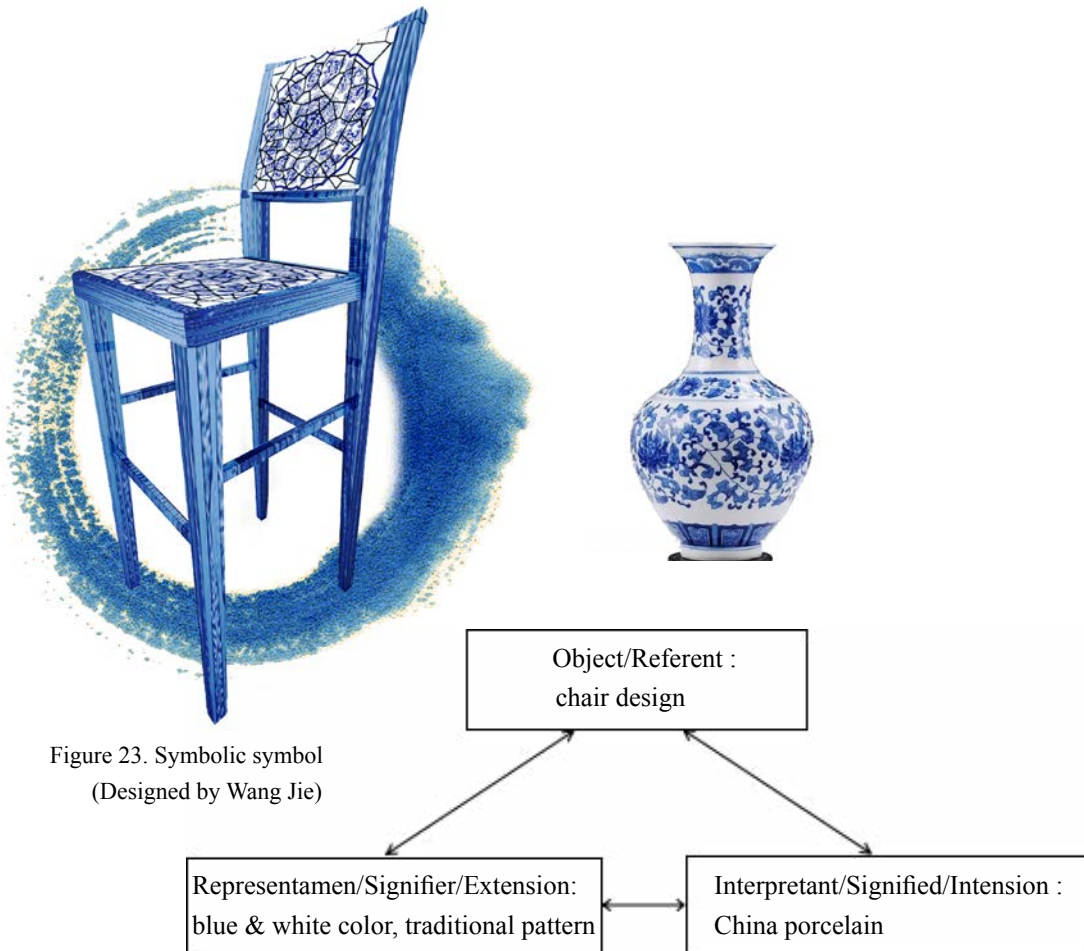 Object/Referent :
chair design
Figure 23. Symbolic symbol
(Designed by Wang Jie)
Representamen/Signifier/Extension:
blue & white color, traditional pattern
Interpretant/Signified/Intension :
China porcelain